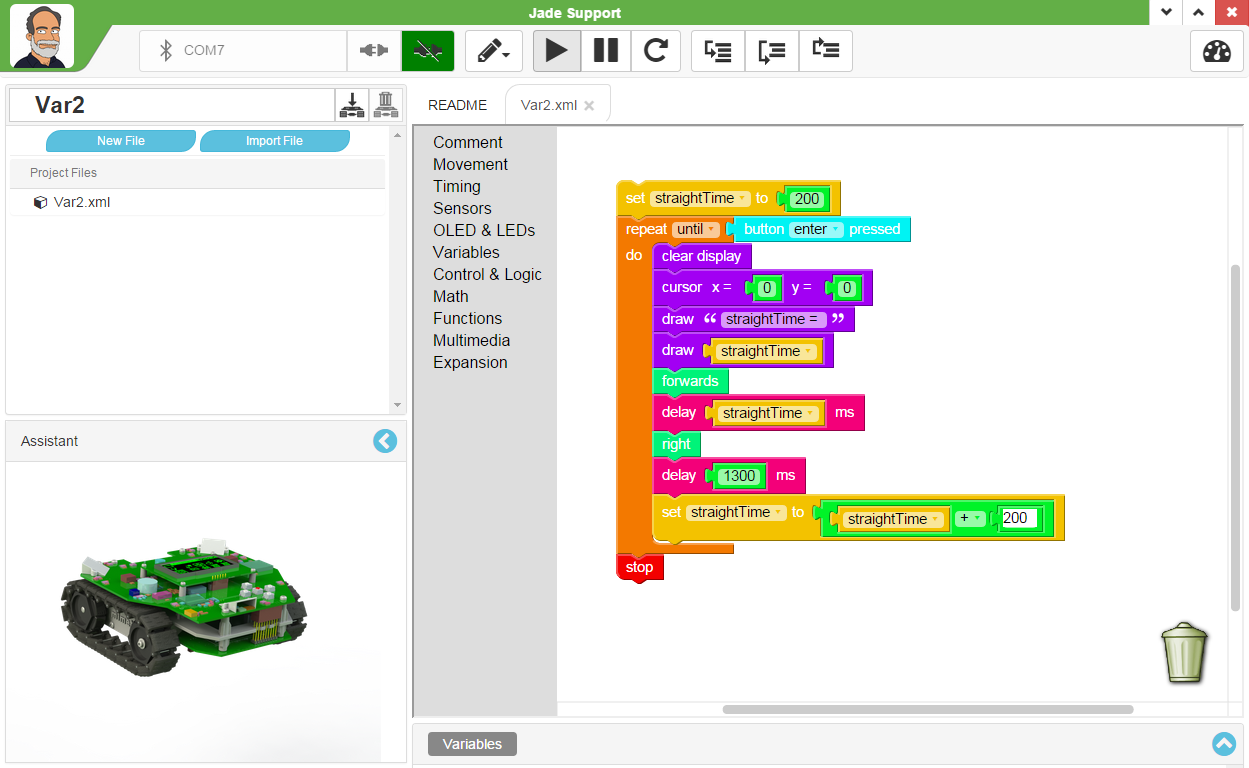 Jade Support
COM7
Var2
New File
Import File
Project Files
Var2.xml
Assistant
README
Var2.xml
Comment
Movement
Timing
Sensors
OLED & LEDs
Variables
Control & Logic
Math
Functions
Multimedia
Expansion
set straightTime to 200
repeat until button enter pressed
do clear display
cursor x = 0 y = 0
draw “ straightTime = ”
draw straightTime
forwards
delay straightTime ms
right
delay 1300 ms
set straightTime to straightTime + 200
stop
Variables